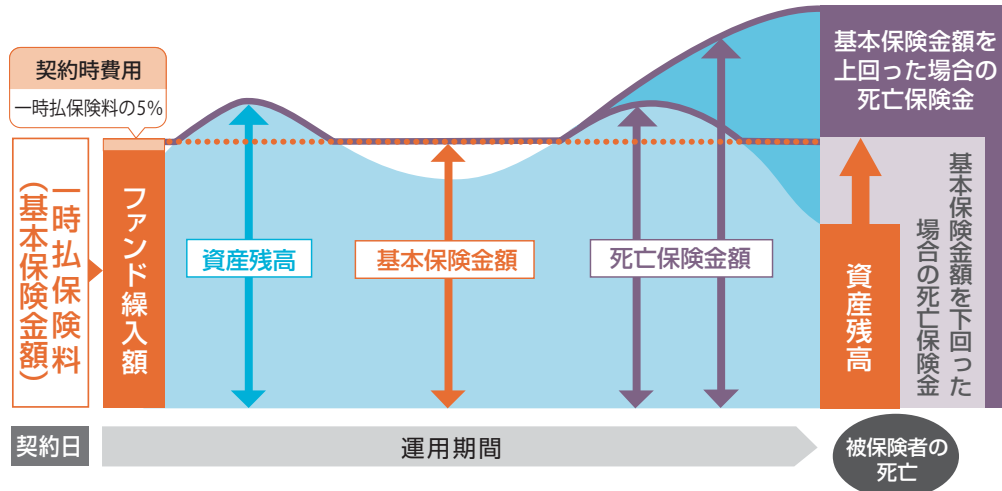 契約時費用
一時払保険料の5%
一時払保険料
(基本保険金額)
ファンド繰入額
資産残高
基本保険金額
死亡保険金額
基本保険金額を
上回った場合の
死亡保険金
資産残高
基本保険金額を下回った
場合の死亡保険金
契約日
運用期間
被保険者の
死亡